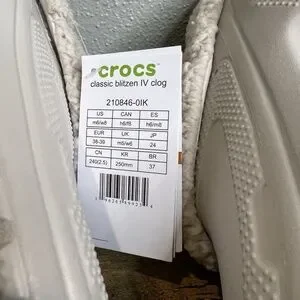 crocs™
classic blitzen IV clog
210846-0IK
US CAN ES
m6/w8 h6/f8 h6/m8
EUR UK JP
38-39 m5/w6 24
CN KR BR
240(2.5) 250mm 37